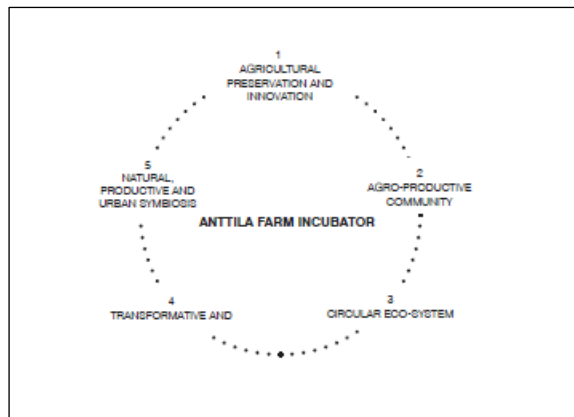 1
AGRICULTURAL
PRESERVATION AND
INNOVATION
2
AGRO-PRODUCTIVE
COMMUNITY
3
CIRCULAR ECO-SYSTEM
4
TRANSFORMATIVE AND
5
NATURAL,
PRODUCTIVE AND
URBAN SYMBIOSIS
ANTTILA FARM INCUBATOR